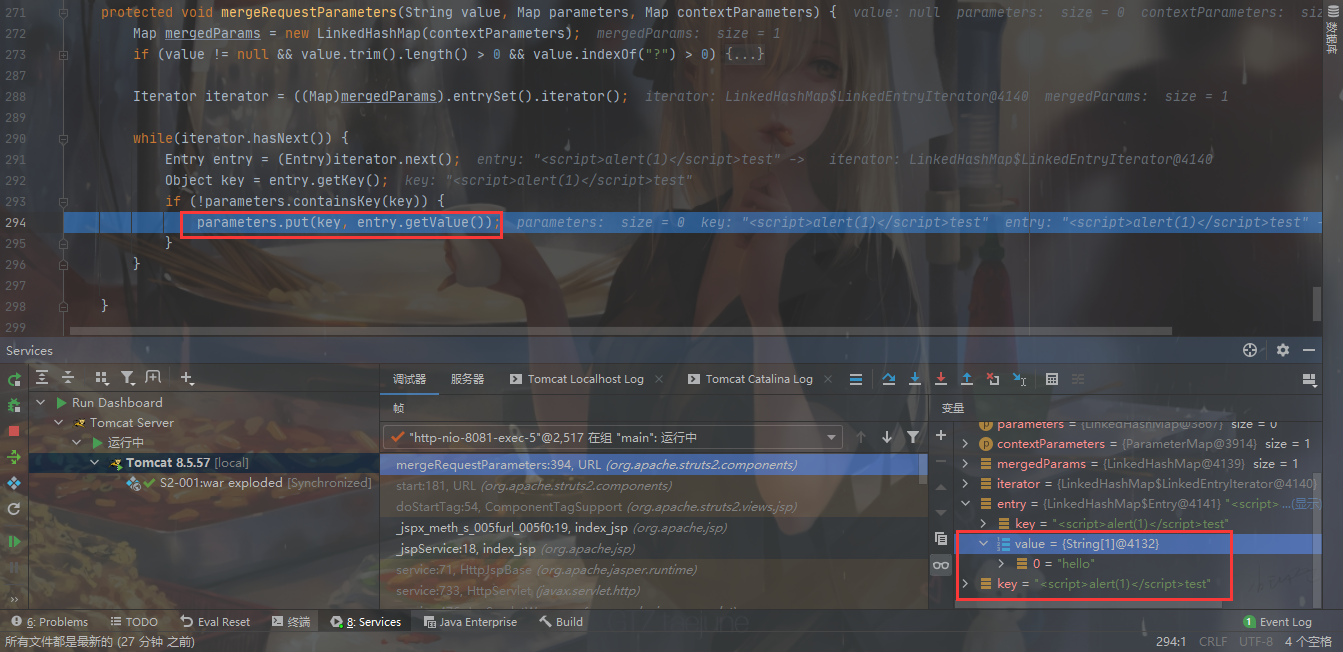 271 protected void mergeRequestParameters(String value, Map parameters, Map contextParameters) { value: null parameters: size = 0 contextParameters: siz
272 Map mergedParams = new LinkedHashMap(contextParameters); mergedParams: size = 1
273 if (value != null && value.trim().length() > 0 && value.indexOf("?") > 0) {...}
287
288 Iterator iterator = ((Map)mergedParams).entrySet().iterator(); iterator: LinkedHashMap$LinkedEntryIterator@4140 mergedParams: size = 1
289
290 while(iterator.hasNext()) {
291 Entry entry = (Entry)iterator.next(); entry: "<script>alert(1)</script>test" -> iterator: LinkedHashMap$LinkedEntryIterator@4140
292 Object key = entry.getKey(); key: "<script>alert(1)</script>test"
293 if (!parameters.containsKey(key)) {
294 parameters.put(key, entry.getValue()); parameters: size = 0 key: "<script>alert(1)</script>test" entry: "<script>alert(1)</script>test" -
295 }
296 }
297
298 }
299
数据库
Services
调试器 服务器 Tomcat Localhost Log × Tomcat Catalina Log ×
Run Dashboard
Tomcat Server
运行中
Tomcat 8.5.57 [local]
S2-001:war exploded [Synchronized]
帧
"http-nio-8081-exec-5"@2,517 在组 "main": 运行中
mergeRequestParameters:394, URL (org.apache.struts2.components)
start:181, URL (org.apache.struts2.components)
doStartTag:54, ComponentTagSupport (org.apache.struts2.views.jsp)
_jspx_meth_s_005furl_005f0:19, index_jsp (org.apache.jsp)
_jspService:18, index_jsp (org.apache.jsp)
service:71, HttpJspBase (org.apache.jasper.runtime)
service:733, HttpServlet (javax.servlet.http)
变量
parameters = {LinkedHashMap@3867} size = 0
contextParameters = {ParameterMap@3914} size = 1
mergedParams = {LinkedHashMap@4139} size = 1
iterator = {LinkedHashMap$LinkedEntryIterator@4140}
entry = {LinkedHashMap$Entry@4141} "<script> ...(显示
key = "<script>alert(1)</script>test"
value = {String[1]@4132}
0 = "hello"
key = "<script>alert(1)</script>test"
6: Problems TODO Eval Reset 终端 8: Services Java Enterprise Build 1 Event Log
所有文件都是最新的 (27 分钟 之前) 294:1 CRLF UTF-8 4 个空格